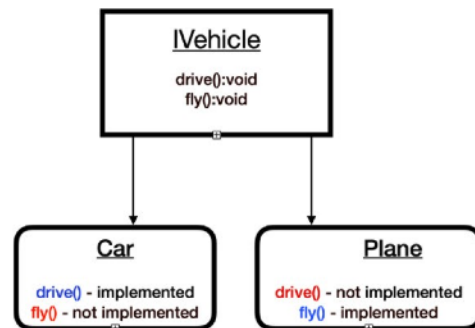 IVehicle
drive():void
fly():void
Car
drive() - implemented
fly() - not implemented
Plane
drive() - not implemented
fly() - implemented